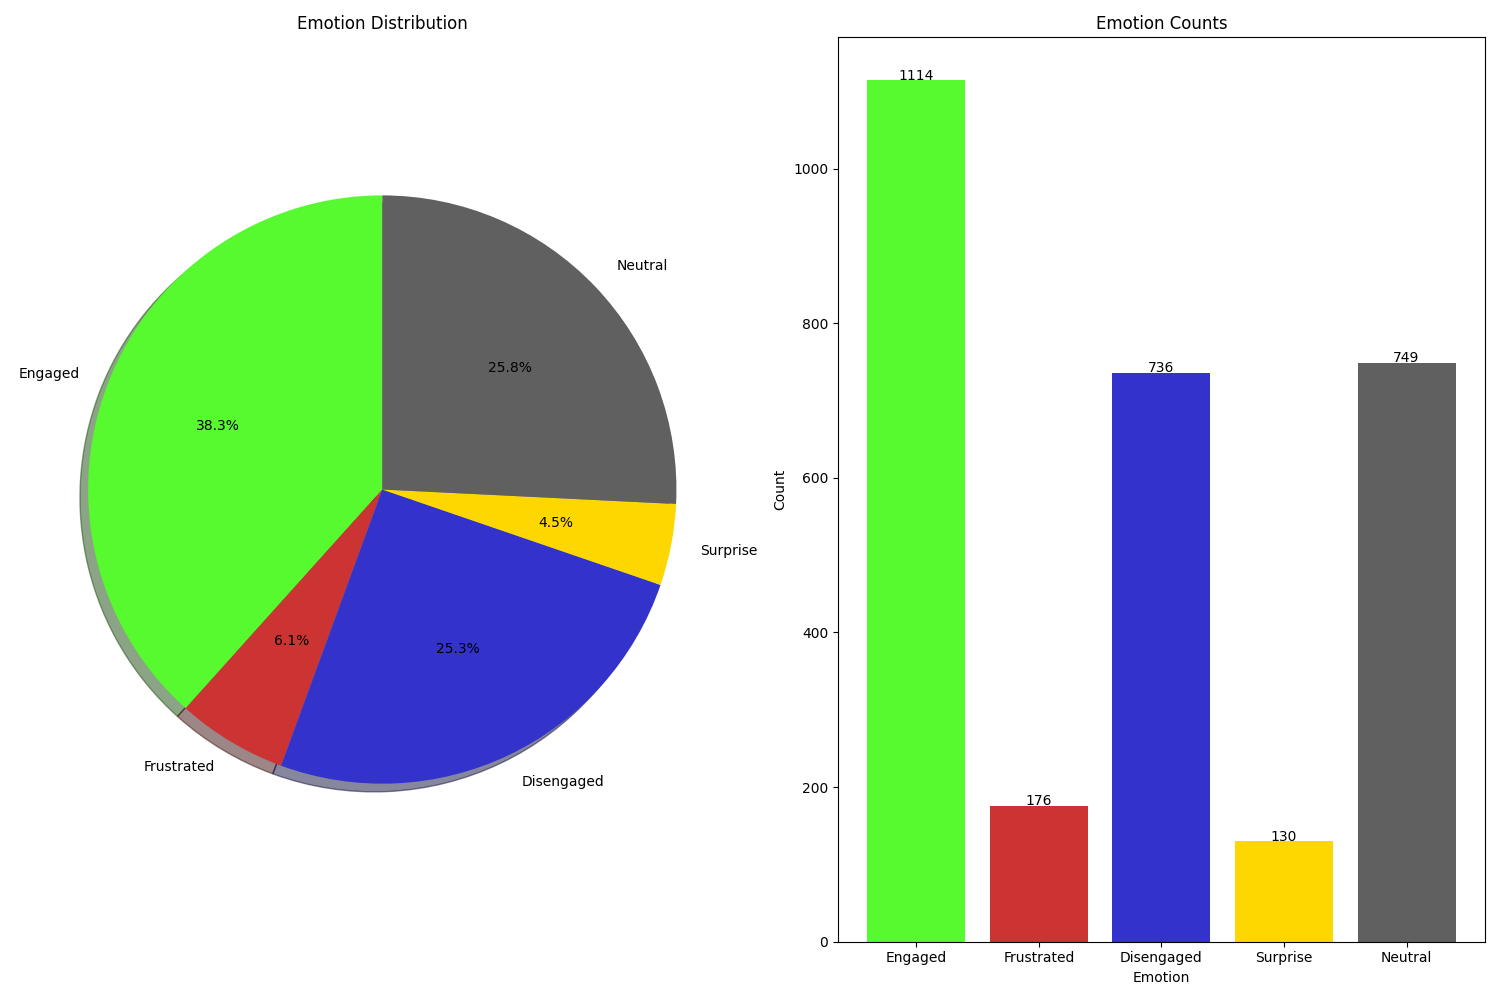 Emotion Distribution
Neutral
25.8%
Engaged
38.3%
4.5%
Surprise
6.1%
25.3%
Frustrated
Disengaged
Emotion Counts
1114
1000
800
749
736
600
Count
400
200
176
130
0
Engaged Frustrated Disengaged Surprise Neutral
Emotion